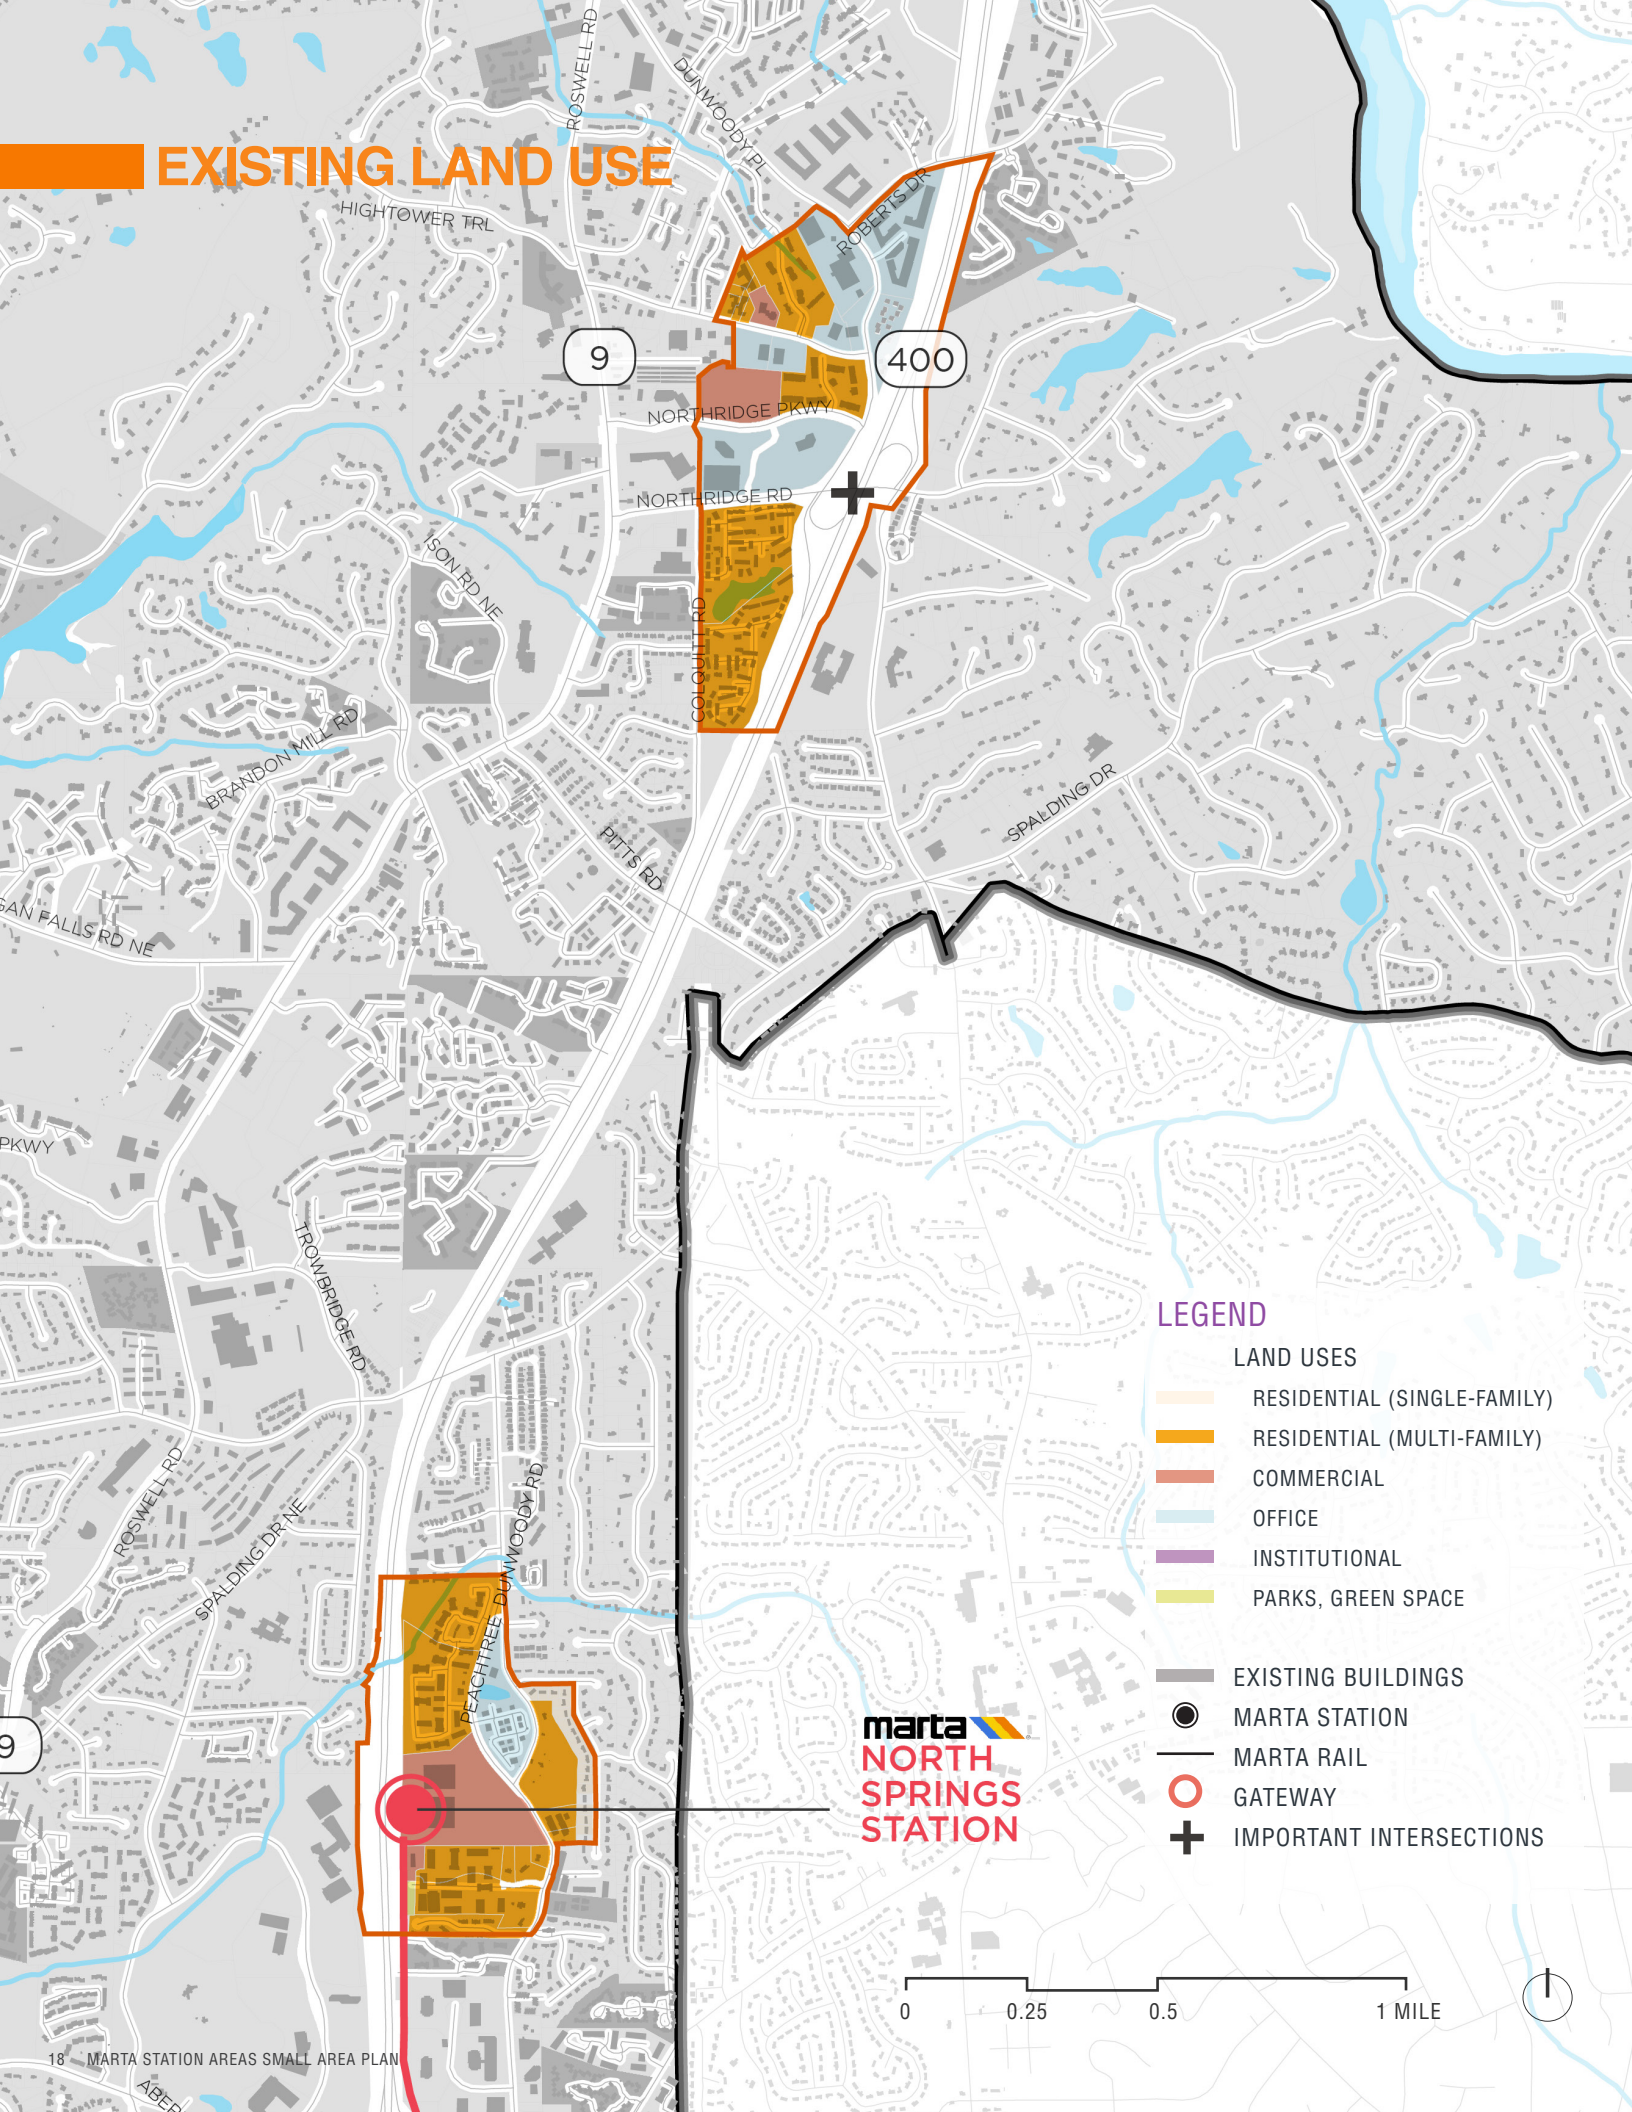 ROSWELL RD
DUNWOODY PL
EXISTING LAND USE
ROBERTS DR
HIGHTOWER TRL
9
400
NORTHRIDGE PKWY
NORTHRIDGE RD
ISON RD NE
COLQUITT RD
BRANDON MILL RD
SPALDING DR
PITTS RD
GAN FALLS RD NE
PKWY
TROWBRIDGE RD
LEGEND
LAND USES
RESIDENTIAL (SINGLE-FAMILY)
RESIDENTIAL (MULTI-FAMILY)
COMMERCIAL
OFFICE
INSTITUTIONAL
PARKS, GREEN SPACE
EXISTING BUILDINGS
MARTA STATION
MARTA RAIL
GATEWAY
IMPORTANT INTERSECTIONS
ROSWELL RD
SPALDING DR NE
PEACHTREE DUNWOODY RD
9
marta
NORTH
SPRINGS
STATION
0 0.25 0.5 1 MILE
18 MARTA STATION AREAS SMALL AREA PLAN
ABER